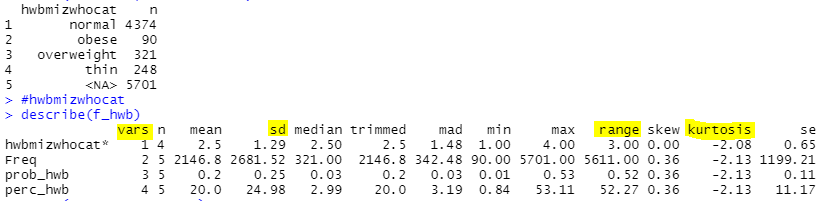 hwbmizwhocat n
1 normal 4374
2 obese 90
3 overweight 321
4 thin 248
5 <NA> 5701
> #hwbmizwhocat
> describe(f_hwb)
vars n mean sd median trimmed mad min max range skew kurtosis se
hwbmizwhocat* 1 4 2.5 1.29 2.50 2.5 1.48 1.00 4.00 3.00 0.00 -2.08 0.65
Freq 2 5 2146.8 2681.52 321.00 2146.8 342.48 90.00 5701.00 5611.00 0.36 -2.13 1199.21
prob_hwb 3 5 0.2 0.25 0.03 0.2 0.03 0.01 0.53 0.52 0.36 -2.13 0.11
perc_hwb 4 5 20.0 24.98 2.99 20.0 3.19 0.84 53.11 52.27 0.36 -2.13 11.17